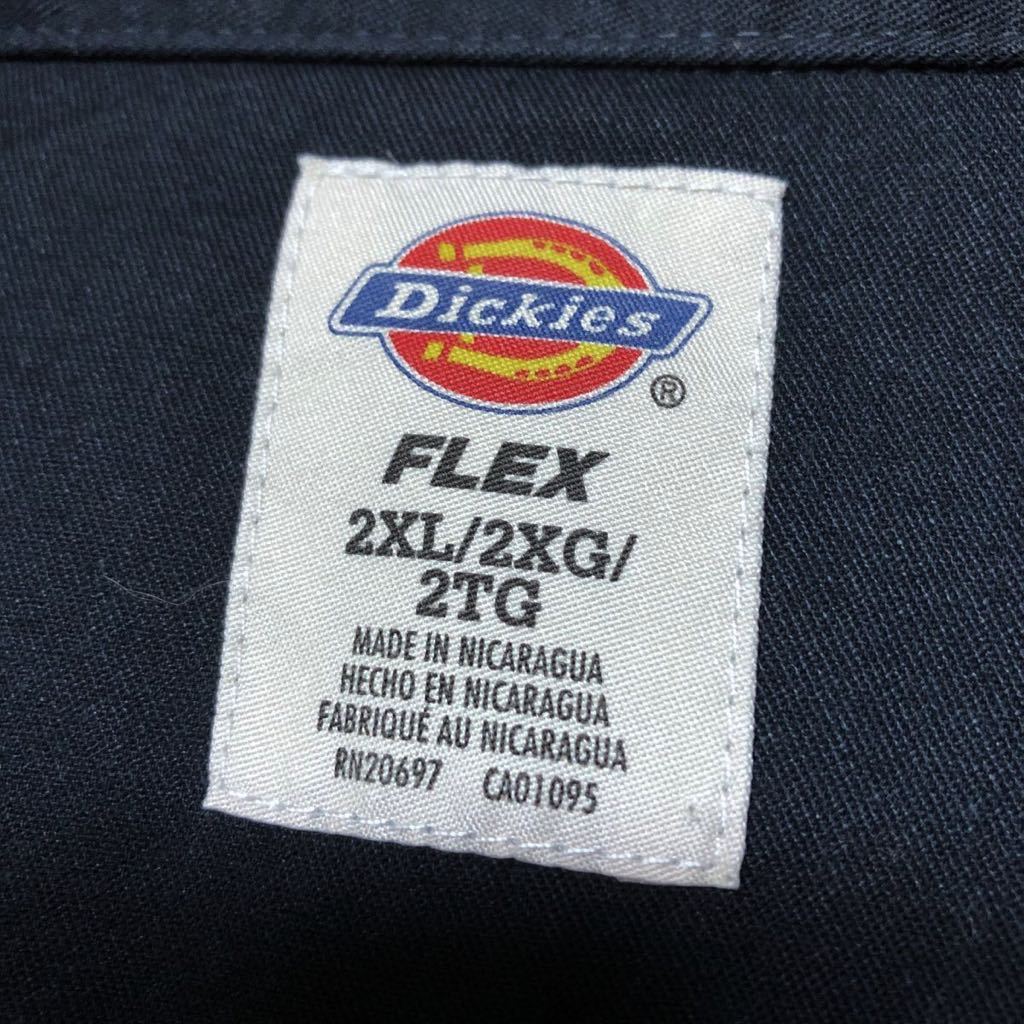 Dickies
®
FLEX
2XL/2XG/
2TG
MADE IN NICARAGUA
HECHO EN NICARAGUA
FABRIQUÉ AU NICARAGUA
RN20697 CA01095